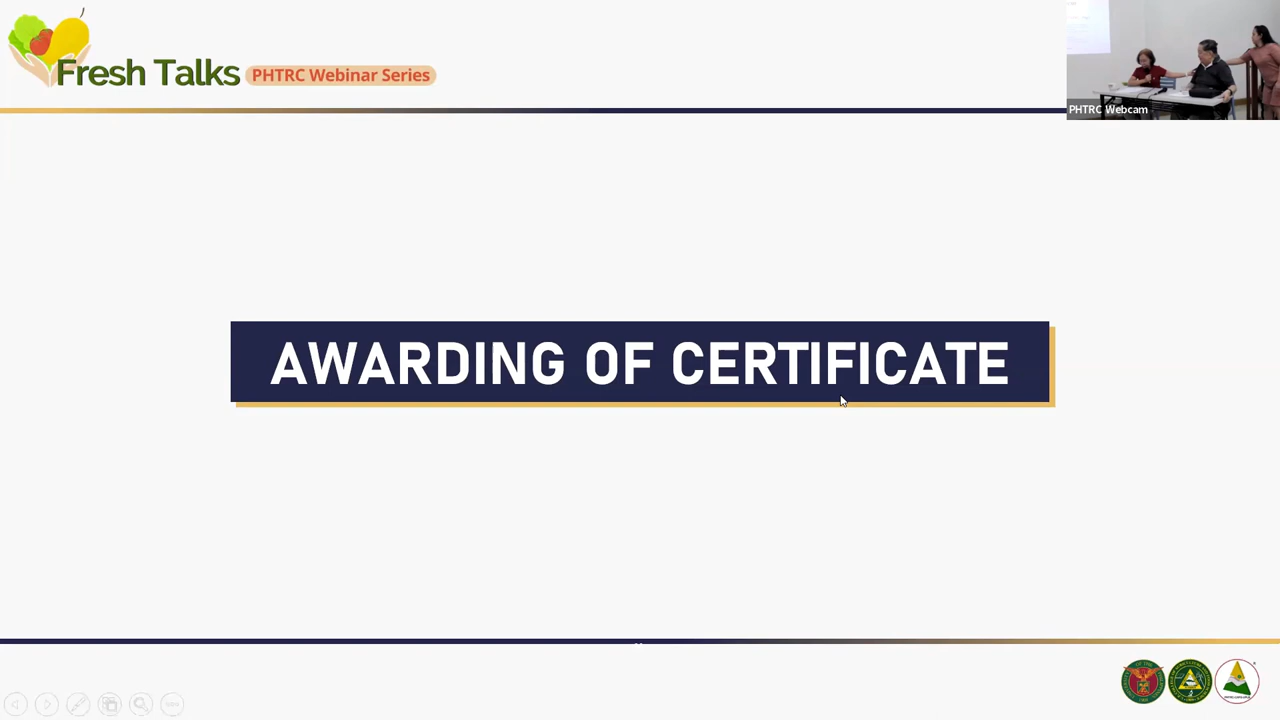 Fresh Talks
PHTRC Webinar Series
PHTRC Webcam
AWARDING OF CERTIFICATE